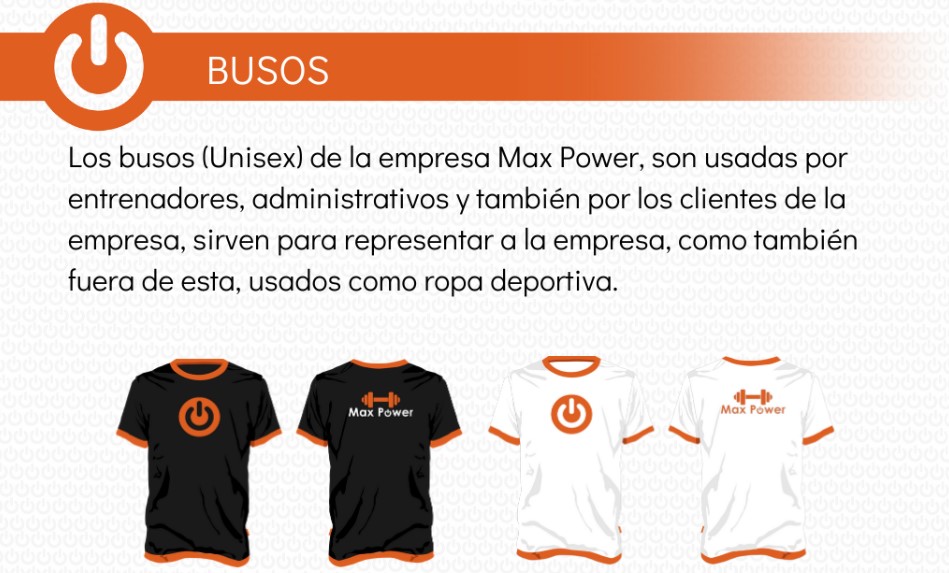 BUSOS
Los busos (Unisex) de la empresa Max Power, son usadas por
entrenadores, administrativos y también por los clientes de la
empresa, sirven para representar a la empresa, como también
fuera de esta, usados como ropa deportiva.
Max Power
Max Power